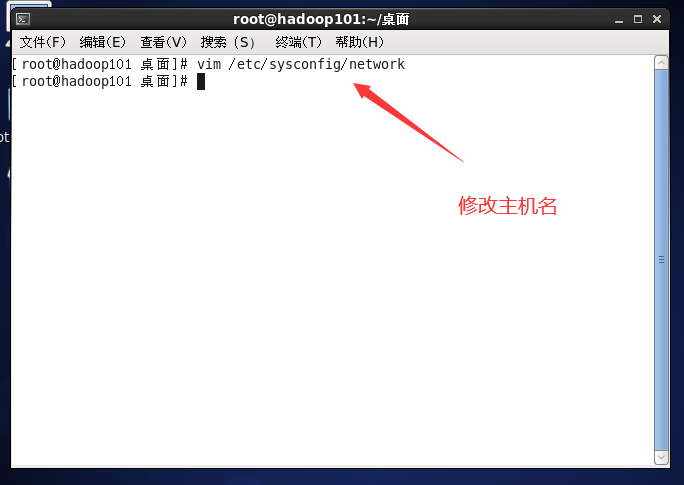 root@hadoop101:~/桌面
文件(F) 编辑(E) 查看(V) 搜索 (S) 终端(T) 帮助(H)
[root@hadoop101 桌面]# vim /etc/sysconfig/network
[root@hadoop101 桌面]#
ot
修改主机名